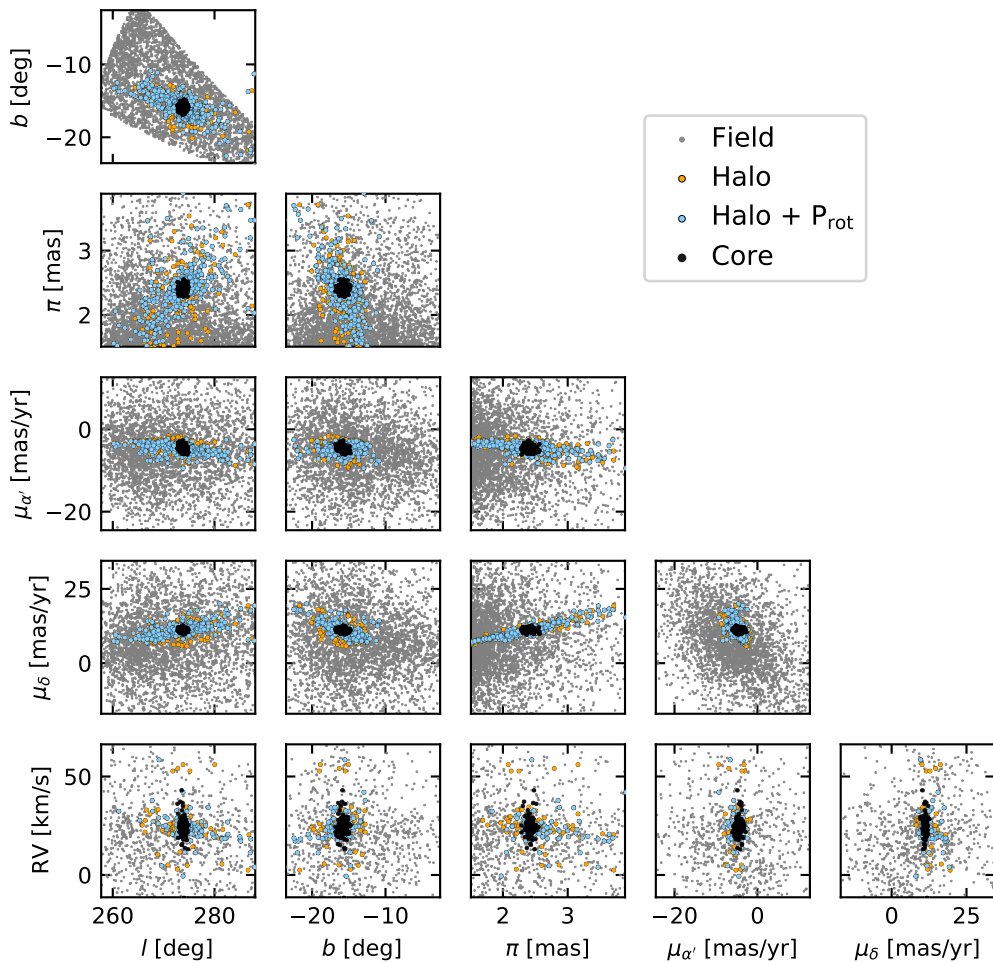 b [deg]
−10
−20
Field
Halo
Halo + P_rot
Core
π [mas]
3
2
μ_α′ [mas/yr]
0
−20
μ_δ [mas/yr]
25
0
RV [km/s]
50
0
260 280
−20 −10
2 3
−20 0
0 25
l [deg]
b [deg]
π [mas]
μ_α′ [mas/yr]
μ_δ [mas/yr]